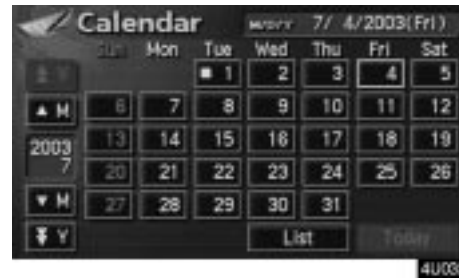 Calendar M/D/Y 7/ 4/2003(Fri)
Sun Mon Tue Wed Thu Fri Sat
Y 1 2 3 4 5
▲ M 6 7 8 9 10 11 12
2003 13 14 15 16 17 18 19
7 20 21 22 23 24 25 26
▼ M 27 28 29 30 31
Y List Today
4U03